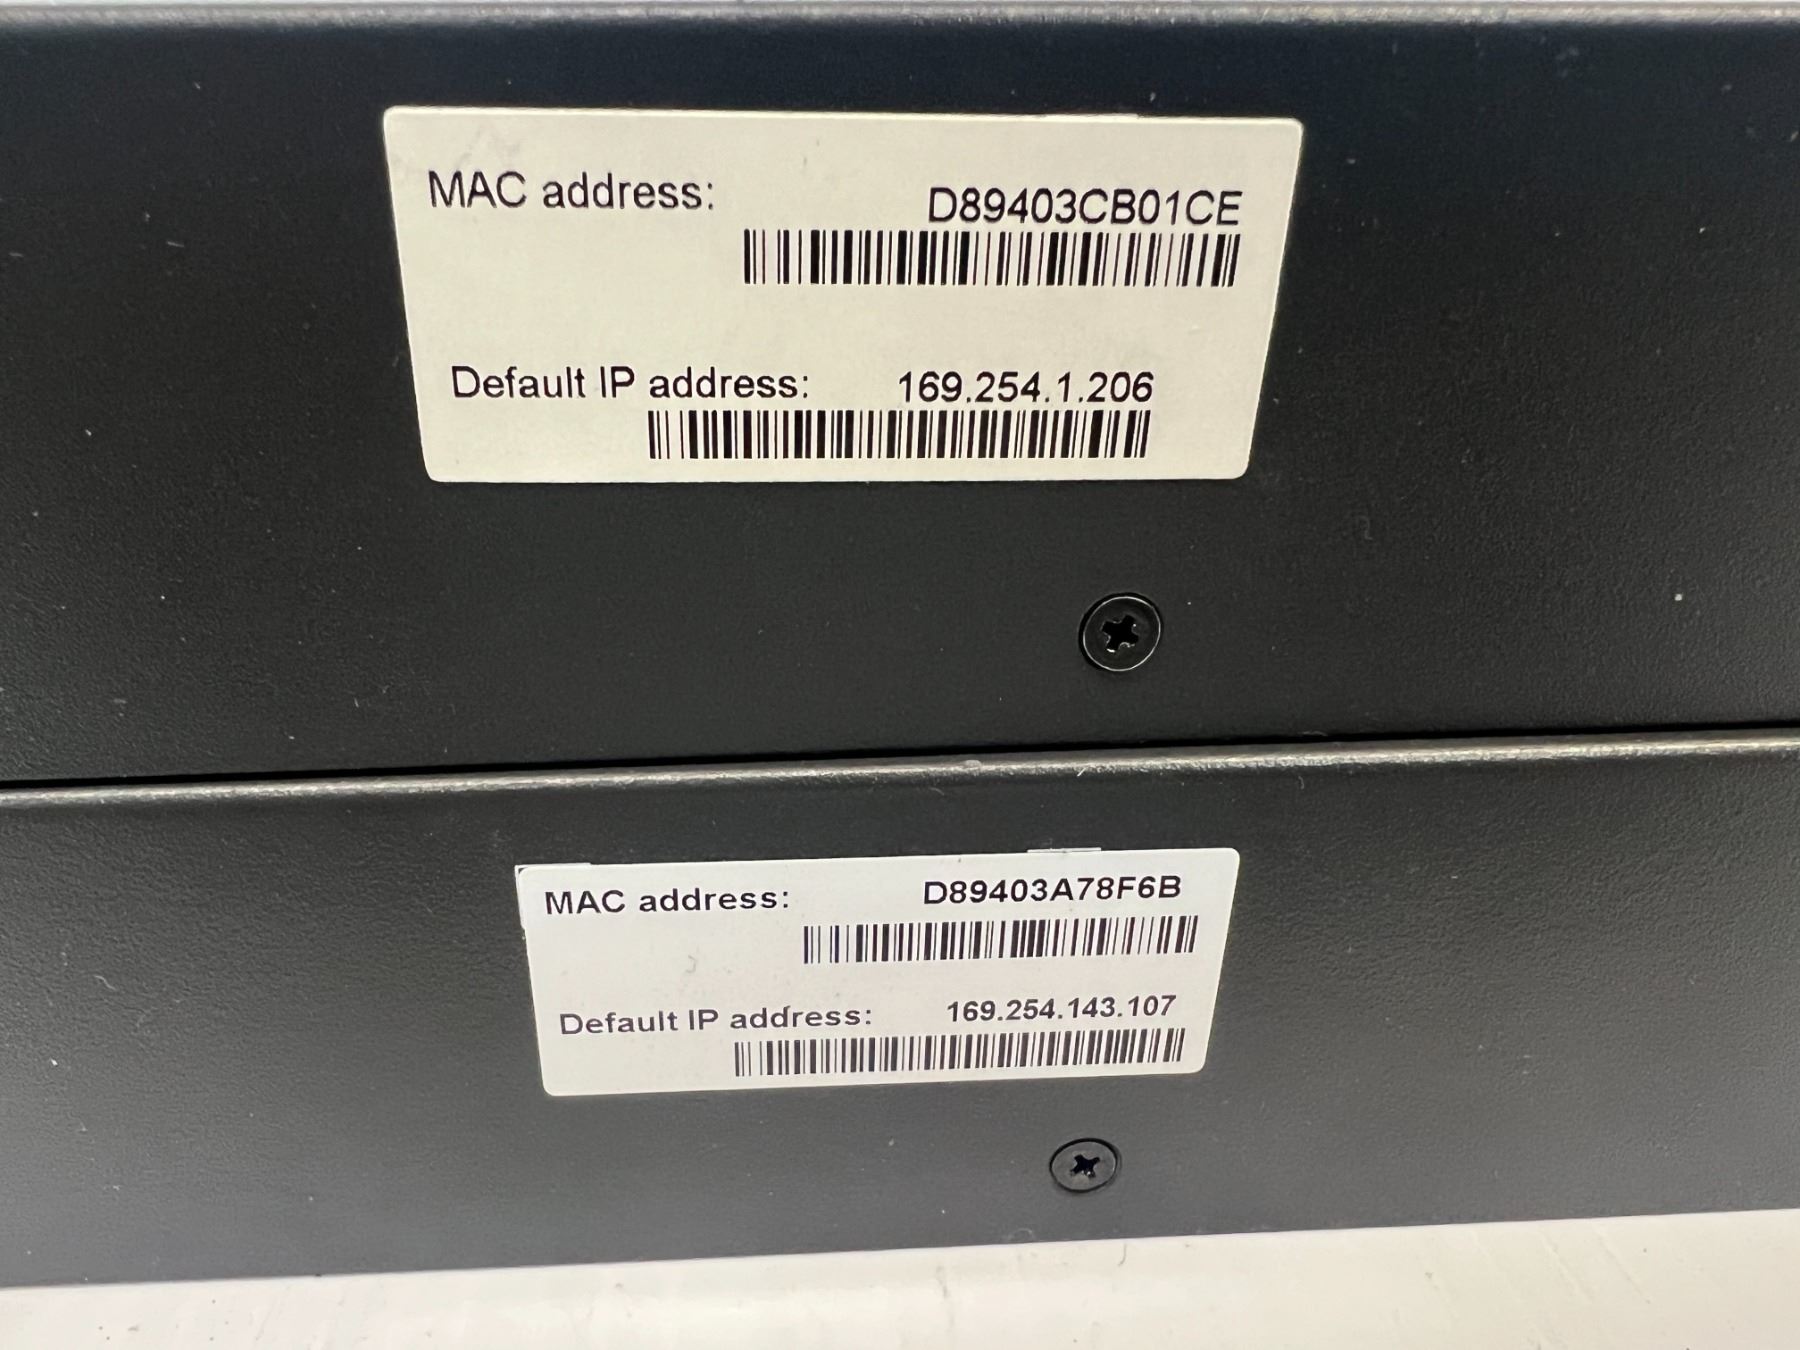 MAC address: D89403CB01CE
Default IP address: 169.254.1.206
MAC address: D89403A78F6B
Default IP address: 169.254.143.107